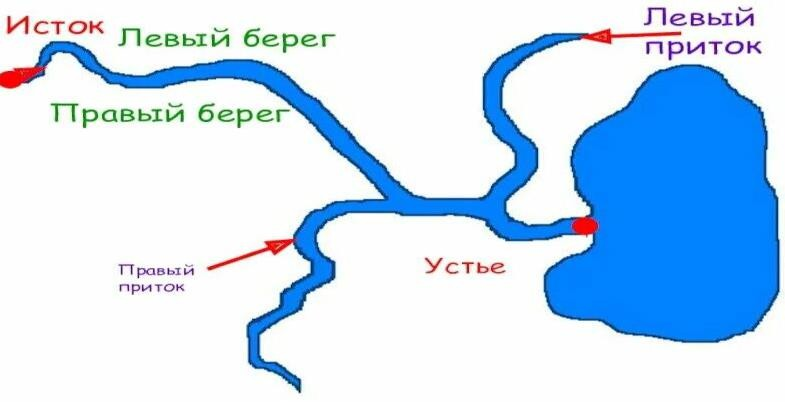 Исток
Левый берег
Правый берег
Левый
приток
Правый
приток
Устье